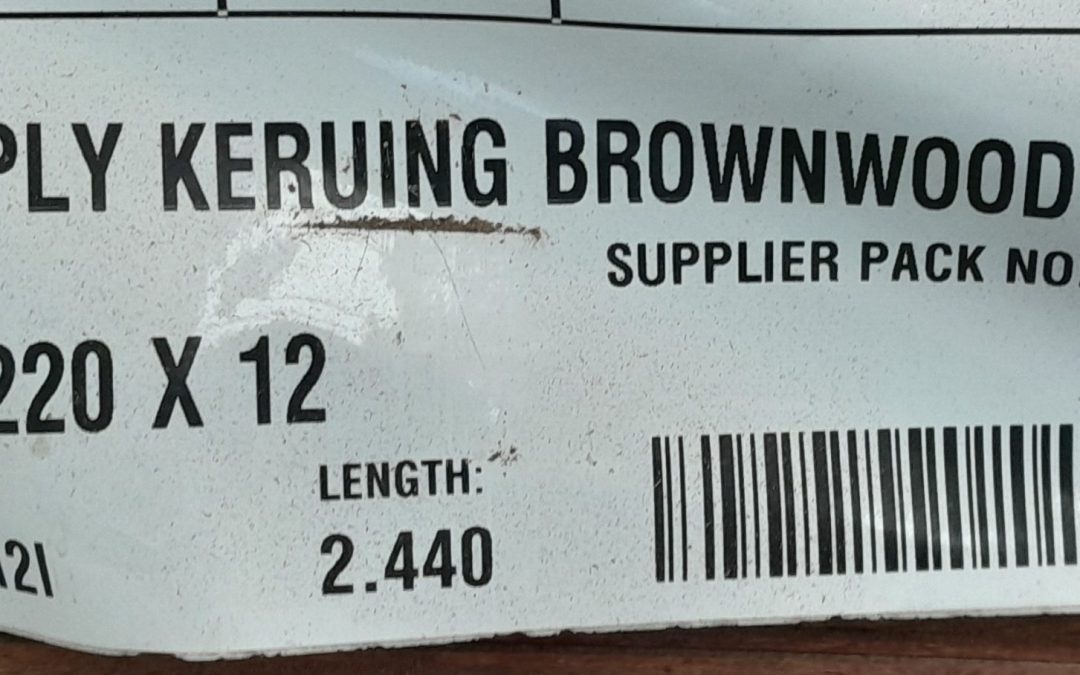 PLY KERUING BROWNWOOD
SUPPLIER PACK NO.
220 X 12
LENGTH:
2.440